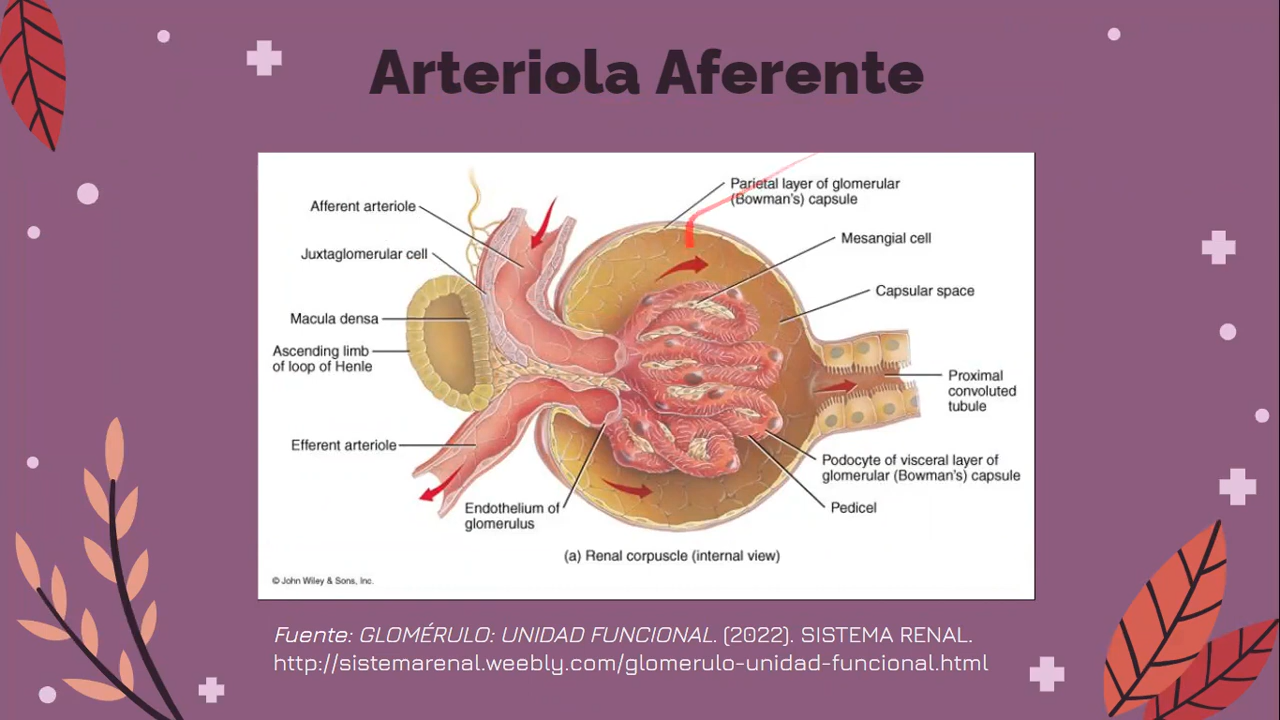 Arteriola Aferente
Parietal layer of glomerular
(Bowman's) capsule
Afferent arteriole
Mesangial cell
Juxtaglomerular cell
Capsular space
Macula densa
Ascending limb
of loop of Henle
Proximal
convoluted
tubule
Efferent arteriole
Podocyte of visceral layer of
glomerular (Bowman's) capsule
Endothelium of
glomerulus
Pedicel
(a) Renal corpuscle (internal view)
© John Wiley & Sons, Inc.
Fuente: GLOMÉRULO: UNIDAD FUNCIONAL. (2022). SISTEMA RENAL.
http://sistemarenal.weebly.com/glomerulo-unidad-funcional.html